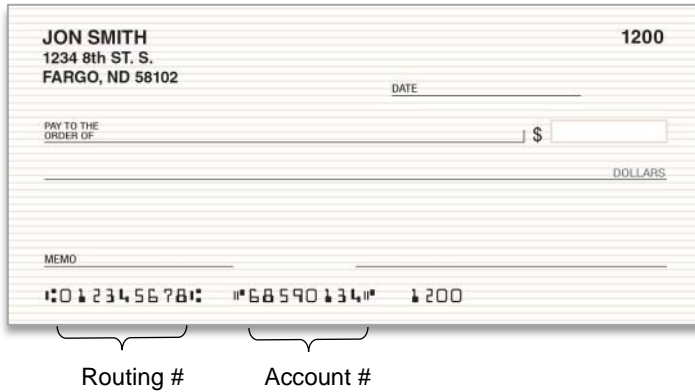 JON SMITH 1200
1234 8th ST. S.
FARGO, ND 58102
DATE
PAY TO THE
ORDER OF $
DOLLARS
MEMO
⑆012345678⑆ ⑈68590134⑈ 1200
Routing # Account #